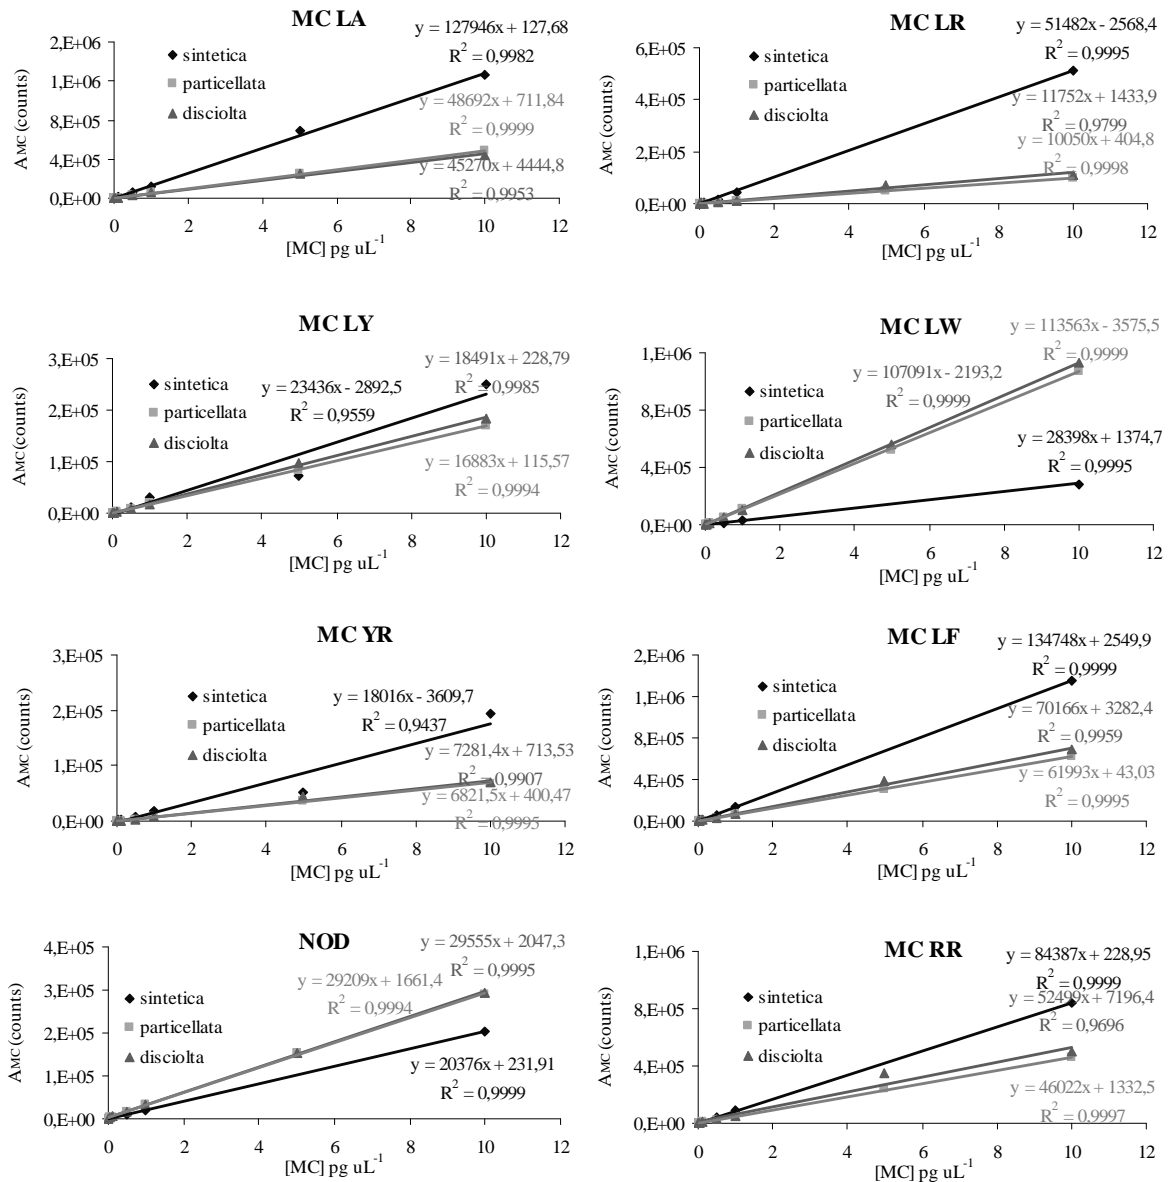 MC LA
y = 127946x + 127,68
R2 = 0,9982
2,E+06
1,E+06
8,E+05
4,E+05
0,E+00
AMC (counts)
sintetica
particellata
disciolta
y = 48692x + 711,84
R2 = 0,9999
y = 45270x + 4444,8
R2 = 0,9953
0 2 4 6 8 10 12
[MC] pg uL-1
MC LR
y = 51482x - 2568,4
R2 = 0,9995
6,E+05
4,E+05
2,E+05
0,E+00
AMC (counts)
sintetica
particellata
disciolta
y = 11752x + 1433,9
R2 = 0,9799
y = 10050x + 404,8
R2 = 0,9998
0 2 4 6 8 10 12
[MC] pg uL-1
MC LY
3,E+05
2,E+05
1,E+05
0,E+00
AMC (counts)
sintetica
particellata
disciolta
y = 23436x - 2892,5
R2 = 0,9559
y = 18491x + 228,79
R2 = 0,9985
y = 16883x + 115,57
R2 = 0,9994
0 2 4 6 8 10 12
[MC] pg uL-1
MC LW
y = 113563x - 3575,5
R2 = 0,9999
1,E+06
8,E+05
4,E+05
0,E+00
AMC (counts)
sintetica
particellata
disciolta
y = 107091x - 2193,2
R2 = 0,9999
y = 28398x + 1374,7
R2 = 0,9995
0 2 4 6 8 10 12
[MC] pg uL-1
MC YR
3,E+05
2,E+05
1,E+05
0,E+00
AMC (counts)
sintetica
particellata
disciolta
y = 18016x - 3609,7
R2 = 0,9437
y = 7281,4x + 713,53
R2 = 0,9907
y = 6821,5x + 400,47
R2 = 0,9995
0 2 4 6 8 10 12
[MC] pg uL-1
MC LF
y = 134748x + 2549,9
R2 = 0,9999
2,E+06
1,E+06
8,E+05
4,E+05
0,E+00
AMC (counts)
sintetica
particellata
disciolta
y = 70166x + 3282,4
R2 = 0,9959
y = 61993x + 43,03
R2 = 0,9995
0 2 4 6 8 10 12
[MC] pg uL-1
NOD
y = 29555x + 2047,3
R2 = 0,9995
4,E+05
3,E+05
2,E+05
1,E+05
0,E+00
AMC (counts)
sintetica
particellata
disciolta
y = 29209x + 1661,4
R2 = 0,9994
y = 20376x + 231,91
R2 = 0,9999
0 2 4 6 8 10 12
[MC] pg uL-1
MC RR
y = 84387x + 228,95
R2 = 0,9999
1,E+06
8,E+05
4,E+05
0,E+00
AMC (counts)
sintetica
particellata
disciolta
y = 52499x + 7196,4
R2 = 0,9696
y = 46022x + 1332,5
R2 = 0,9997
0 2 4 6 8 10 12
[MC] pg uL-1